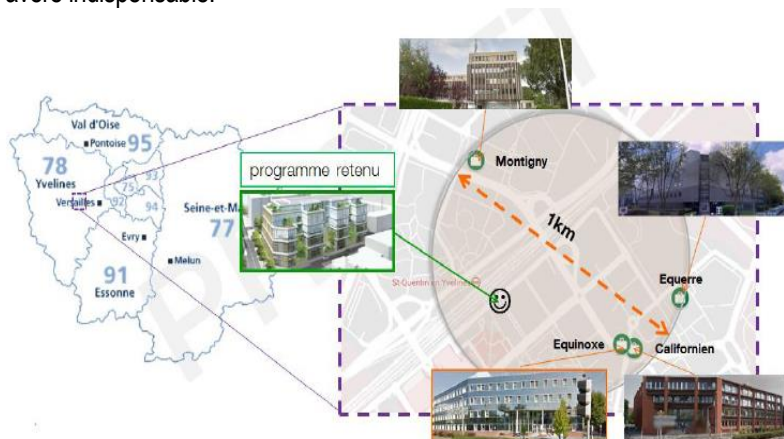 avère indispensable.
Val d'Oise
Pontoise 95
78
Yvelines
Versailles
93
75
92
94
Seine-et-M
77
Evry
Melun
91
Essonne
programme retenu
Montigny
1km
St-Quentin en Yvelines
Equerre
Equinoxe
Californien